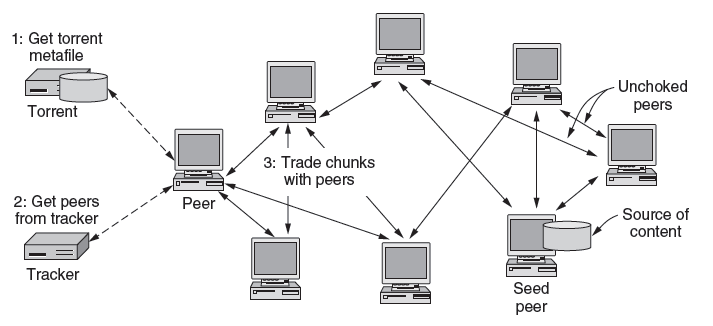 1: Get torrent
metafile
Torrent
2: Get peers
from tracker
Tracker
Peer
3: Trade chunks
with peers
Unchoked
peers
Source of
content
Seed
peer